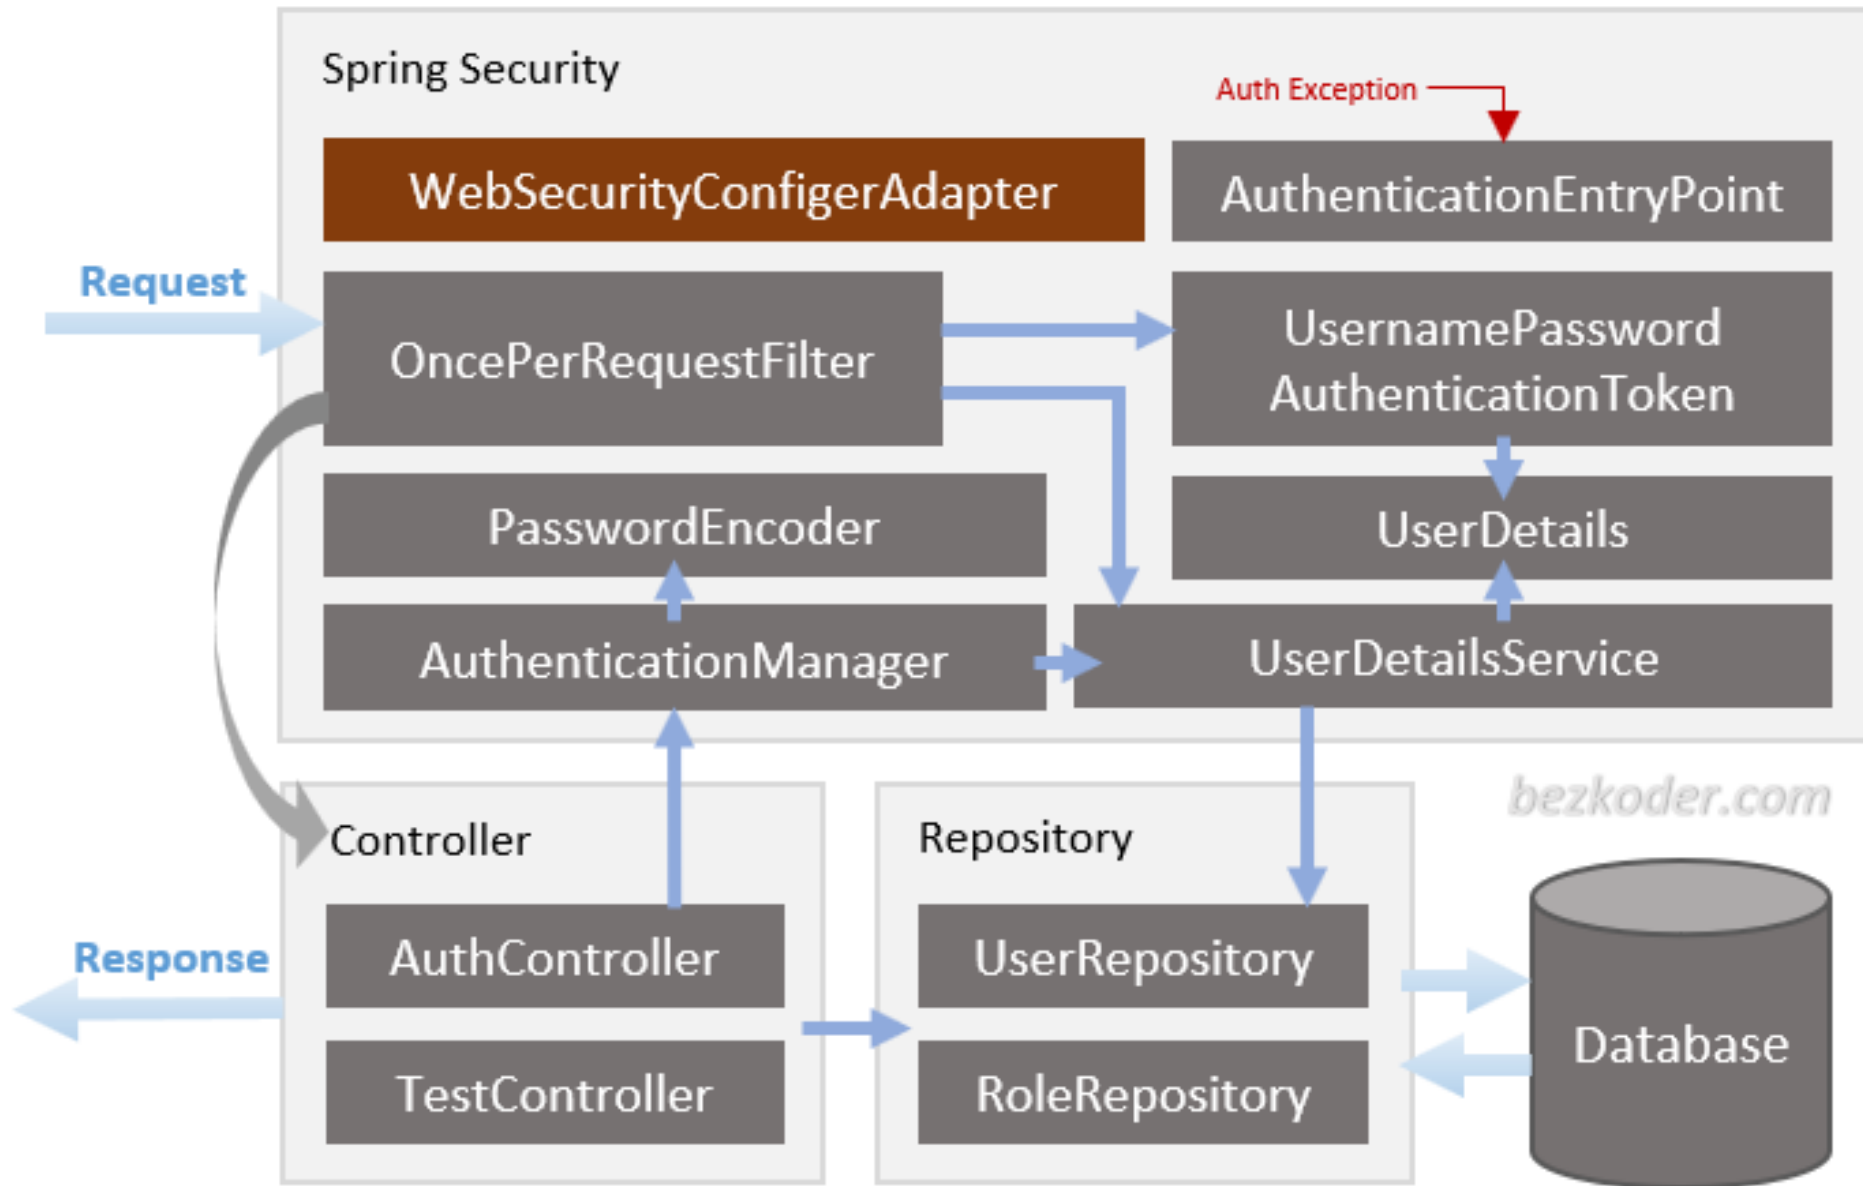 Spring Security
Auth Exception
WebSecurityConfigerAdapter
AuthenticationEntryPoint
Request
OncePerRequestFilter
UsernamePassword
AuthenticationToken
PasswordEncoder
UserDetails
AuthenticationManager
UserDetailsService
Controller
Repository
bezkoder.com
Response
AuthController
UserRepository
Database
TestController
RoleRepository